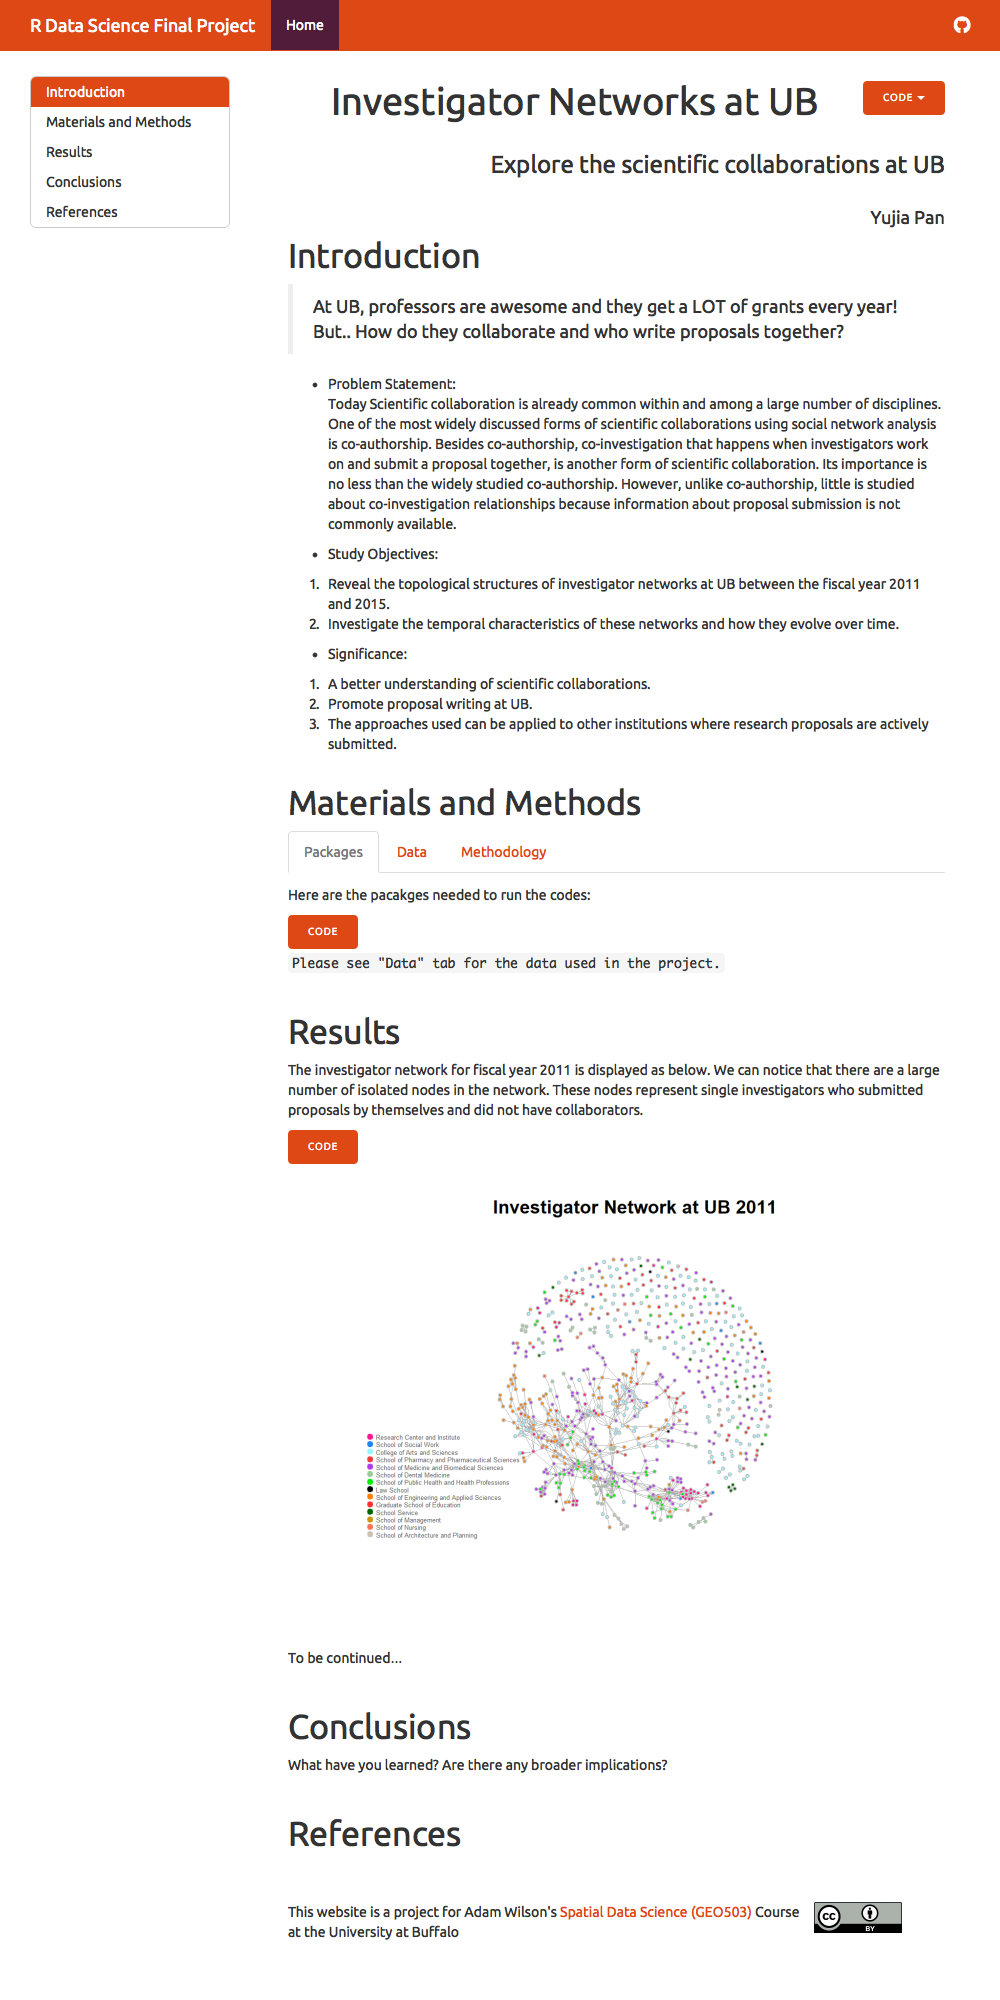 R Data Science Final Project
Home
Introduction
Materials and Methods
Results
Conclusions
References
Investigator Networks at UB
CODE
Explore the scientific collaborations at UB
Yujia Pan
Introduction
At UB, professors are awesome and they get a LOT of grants every year!
But.. How do they collaborate and who write proposals together?
• Problem Statement:
Today Scientific collaboration is already common within and among a large number of disciplines.
One of the most widely discussed forms of scientific collaborations using social network analysis
is co-authorship. Besides co-authorship, co-investigation that happens when investigators work
on and submit a proposal together, is another form of scientific collaboration. Its importance is
no less than the widely studied co-authorship. However, unlike co-authorship, little is studied
about co-investigation relationships because information about proposal submission is not
commonly available.
• Study Objectives:
1. Reveal the topological structures of investigator networks at UB between the fiscal year 2011
and 2015.
2. Investigate the temporal characteristics of these networks and how they evolve over time.
• Significance:
1. A better understanding of scientific collaborations.
2. Promote proposal writing at UB.
3. The approaches used can be applied to other institutions where research proposals are actively
submitted.
Materials and Methods
Packages
Data
Methodology
Here are the pacakges needed to run the codes:
CODE
Please see "Data" tab for the data used in the project.
Results
The investigator network for fiscal year 2011 is displayed as below. We can notice that there are a large
number of isolated nodes in the network. These nodes represent single investigators who submitted
proposals by themselves and did not have collaborators.
CODE
Investigator Network at UB 2011
Research Center and Institute
School of Social Work
College of Arts and Sciences
School of Pharmacy and Pharmaceutical Sciences
School of Medicine and Biomedical Sciences
School of Dental Medicine
School of Public Health and Health Professions
Law School
School of Engineering and Applied Sciences
Graduate School of Education
School Service
School of Management
School of Nursing
School of Architecture and Planning
To be continued...
Conclusions
What have you learned? Are there any broader implications?
References
This website is a project for Adam Wilson's Spatial Data Science (GEO503) Course
at the University at Buffalo
CC
BY